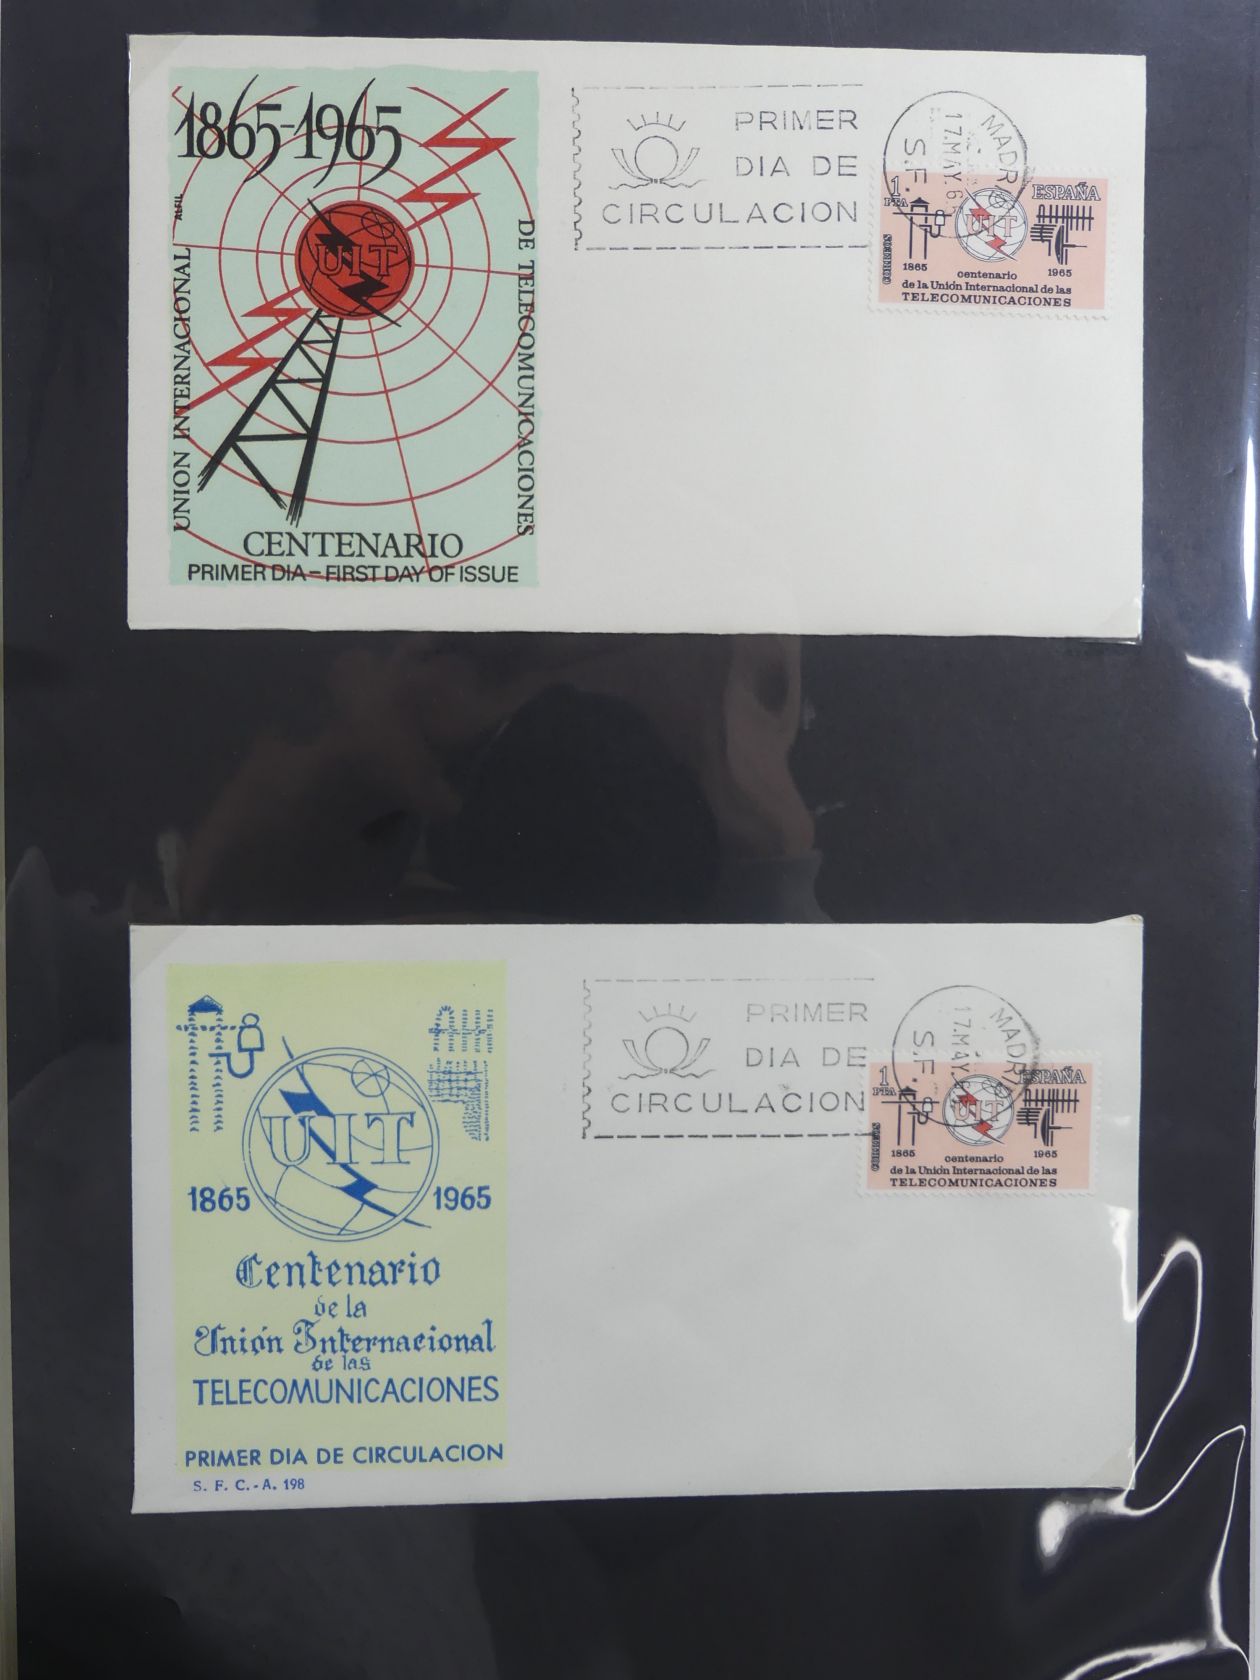 1865-1965
ALFIL
UIT
UNION INTERNACIONAL
DE TELECOMUNICACIONES
CENTENARIO
PRIMER DIA – FIRST DAY OF ISSUE
PRIMER
DIA DE
CIRCULACION
17.MAY.6
S.F.
1 PTA
ESPAÑA
UIT
CORREOS
1865 1965
centenario
de la Unión Internacional de las
TELECOMUNICACIONES
UIT
1865 1965
Centenario
de la
Unión Internacional
de las
TELECOMUNICACIONES
PRIMER DIA DE CIRCULACION
S. F. C. - A. 198
PRIMER
DIA DE
CIRCULACION
17.MAY.
S.F.
1 PTA
ESPAÑA
UIT
CORREOS
1865 1965
centenario
de la Unión Internacional de las
TELECOMUNICACIONES